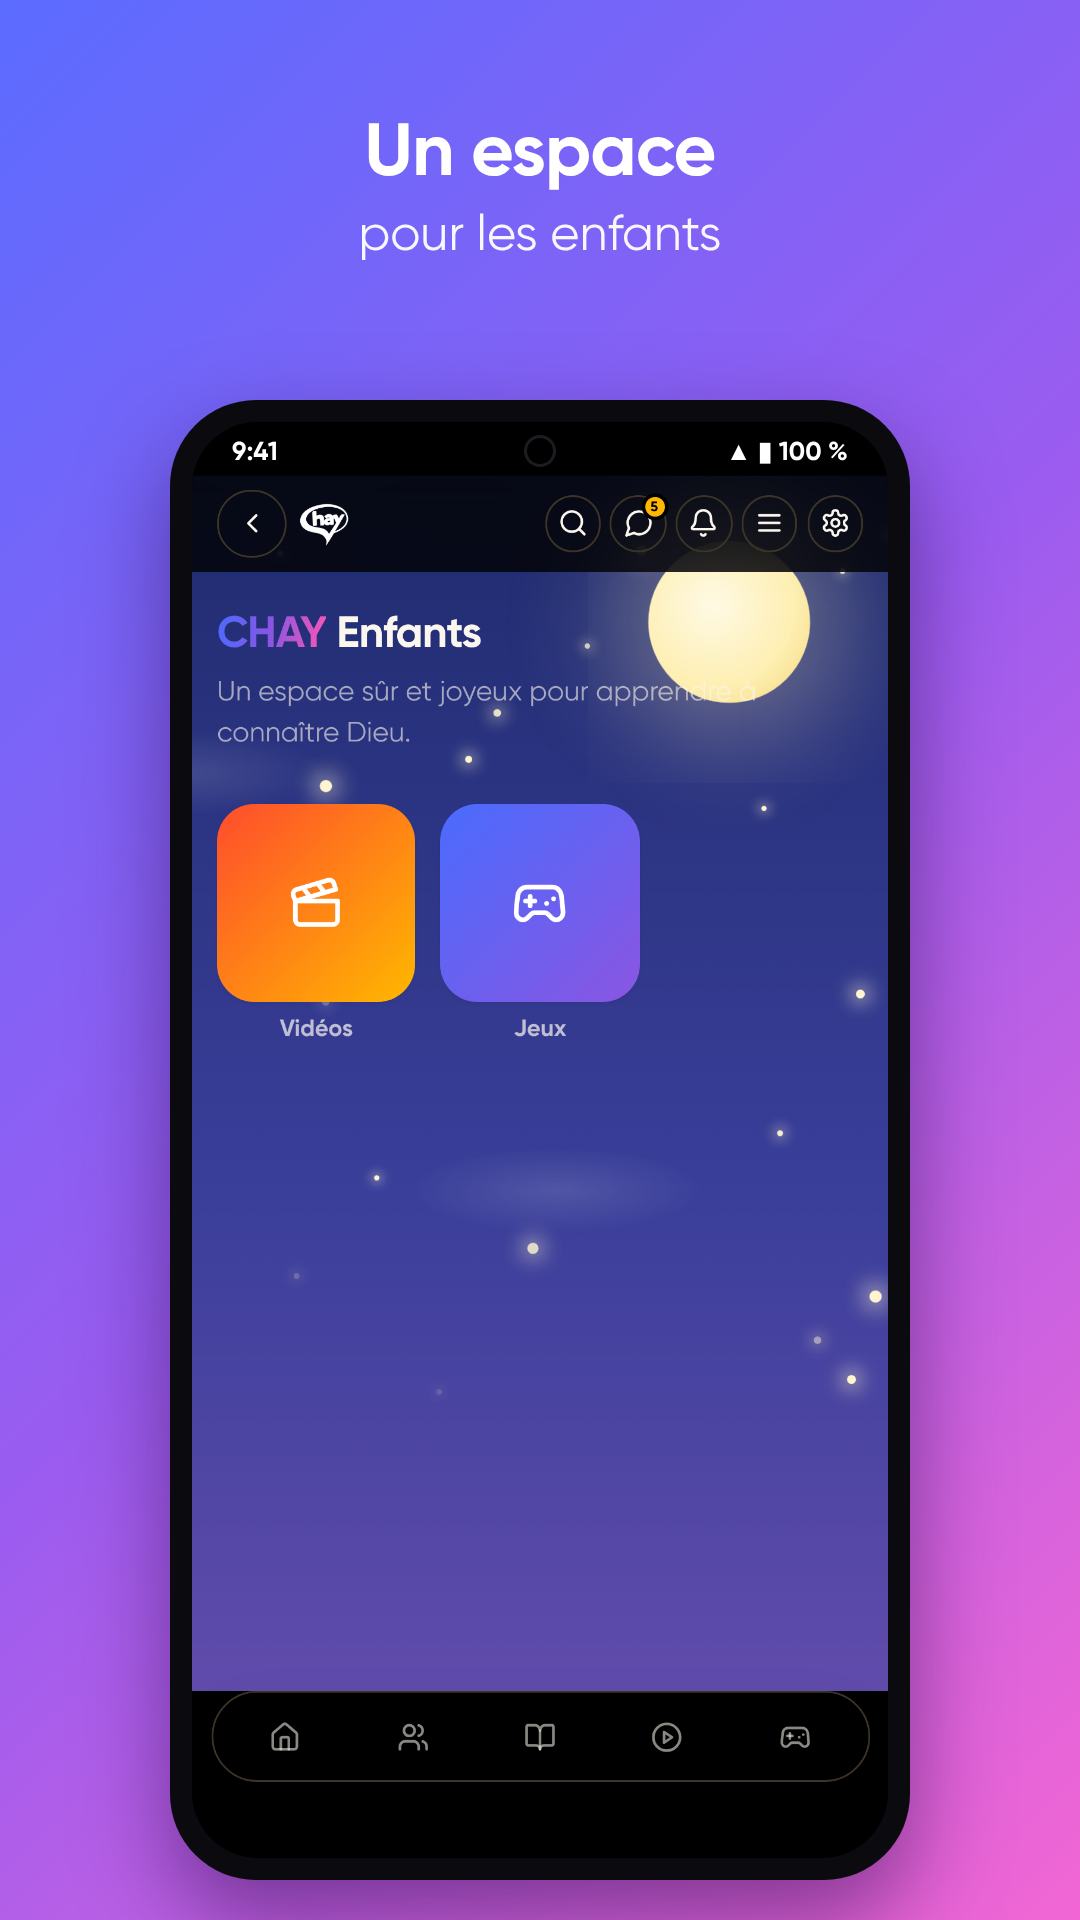 Un espace
pour les enfants
9:41
100 %
hay
5
CHAY Enfants
Un espace sûr et joyeux pour apprendre à
connaître Dieu.
Vidéos
Jeux